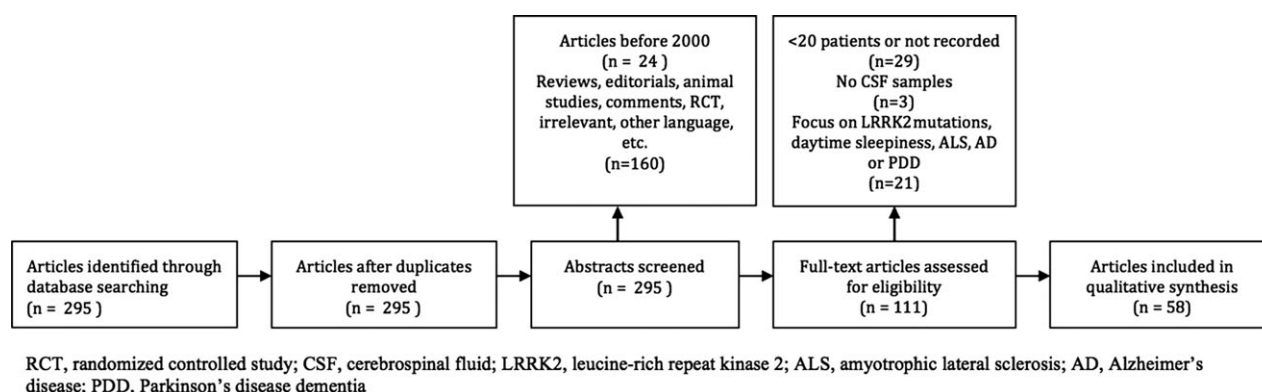 Articles before 2000
(n = 24 )
Reviews, editorials, animal
studies, comments, RCT,
irrelevant, other language,
etc.
(n=160)
<20 patients or not recorded
(n=29)
No CSF samples
(n=3)
Focus on LRRK2 mutations,
daytime sleepiness, ALS, AD
or PDD
(n=21)
Articles identified through
database searching
(n = 295 )
Articles after duplicates
removed
(n = 295 )
Abstracts screened
(n = 295 )
Full-text articles assessed
for eligibility
(n = 111)
Articles included in
qualitative synthesis
(n = 58)
RCT, randomized controlled study; CSF, cerebrospinal fluid; LRRK2, leucine-rich repeat kinase 2; ALS, amyotrophic lateral sclerosis; AD, Alzheimer's
disease; PDD, Parkinson's disease dementia